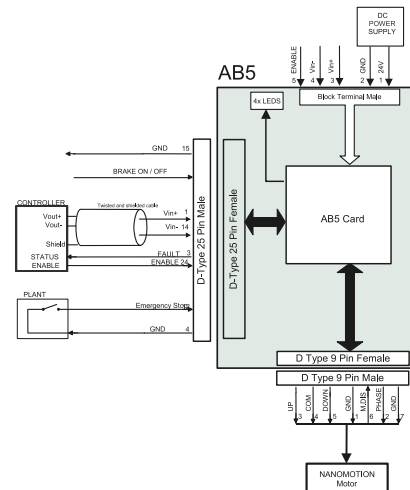 DC
POWER
SUPPLY
ENABLE
Vin-
Vin+
GND
24V
5 4 3 2 1
AB5
Block Terminal Male
4x LEDS
GND 15
BRAKE ON / OFF
D-Type 25 Pin Male
D-Type 25 Pin Female
AB5 Card
CONTROLLER
Twisted and shielded cable
Vout+
Vin+ 1
Vout-
Vin- 14
Shield
STATUS
FAULT 3
ENABLE
ENABLE 24
PLANT
Emergency Stop
GND 4
D Type 9 Pin Female
D Type 9 Pin Male
UP
COM
DOWN
GND
M.DIS
PHASE
GND
3 4 5 1 6 2 7
NANOMOTION
Motor